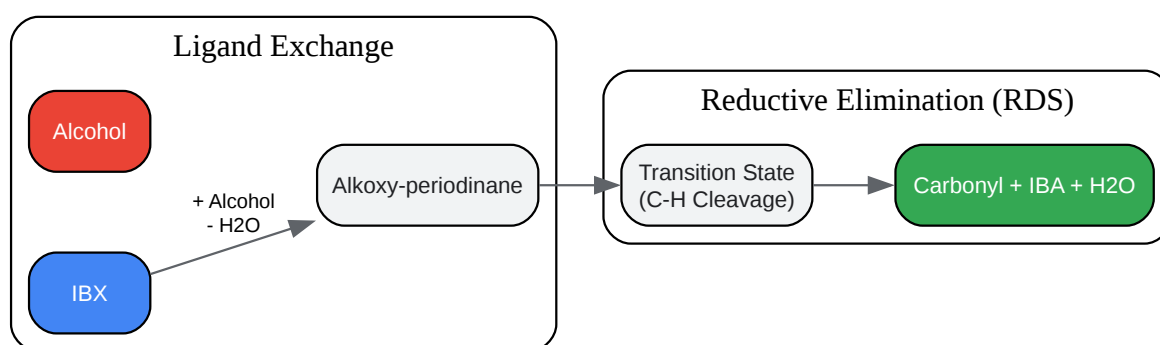 Ligand Exchange
Alcohol
+ Alcohol
- H2O
IBX
Alkoxy-periodinane
Reductive Elimination (RDS)
Transition State
(C-H Cleavage)
Carbonyl + IBA + H2O